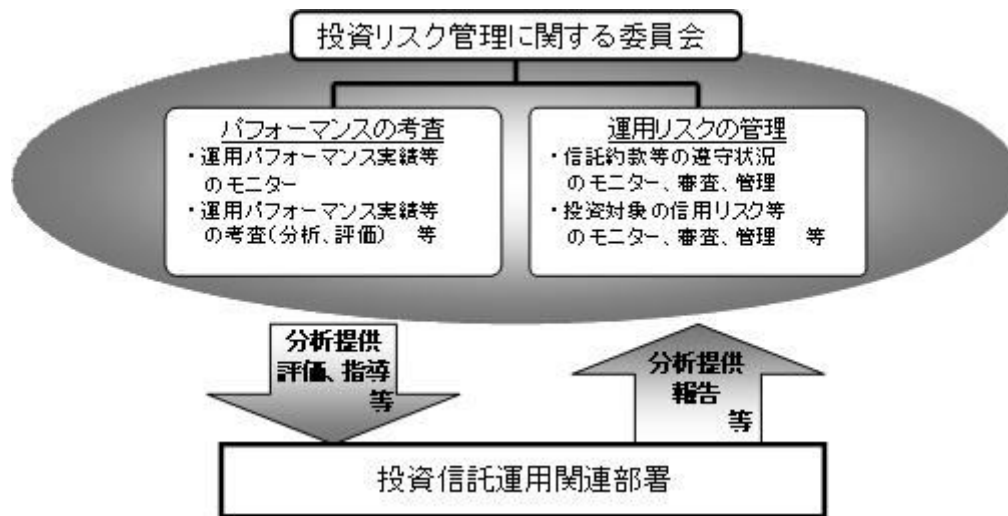 投資リスク管理に関する委員会
パフォーマンスの考査
・運用パフォーマンス実績等
のモニター
・運用パフォーマンス実績等
の考査(分析、評価) 等
運用リスクの管理
・信託約款等の遵守状況
のモニター、審査、管理
・投資対象の信用リスク等
のモニター、審査、管理 等
分析提供
評価、指導
等
分析提供
報告
等
投資信託運用関連部署